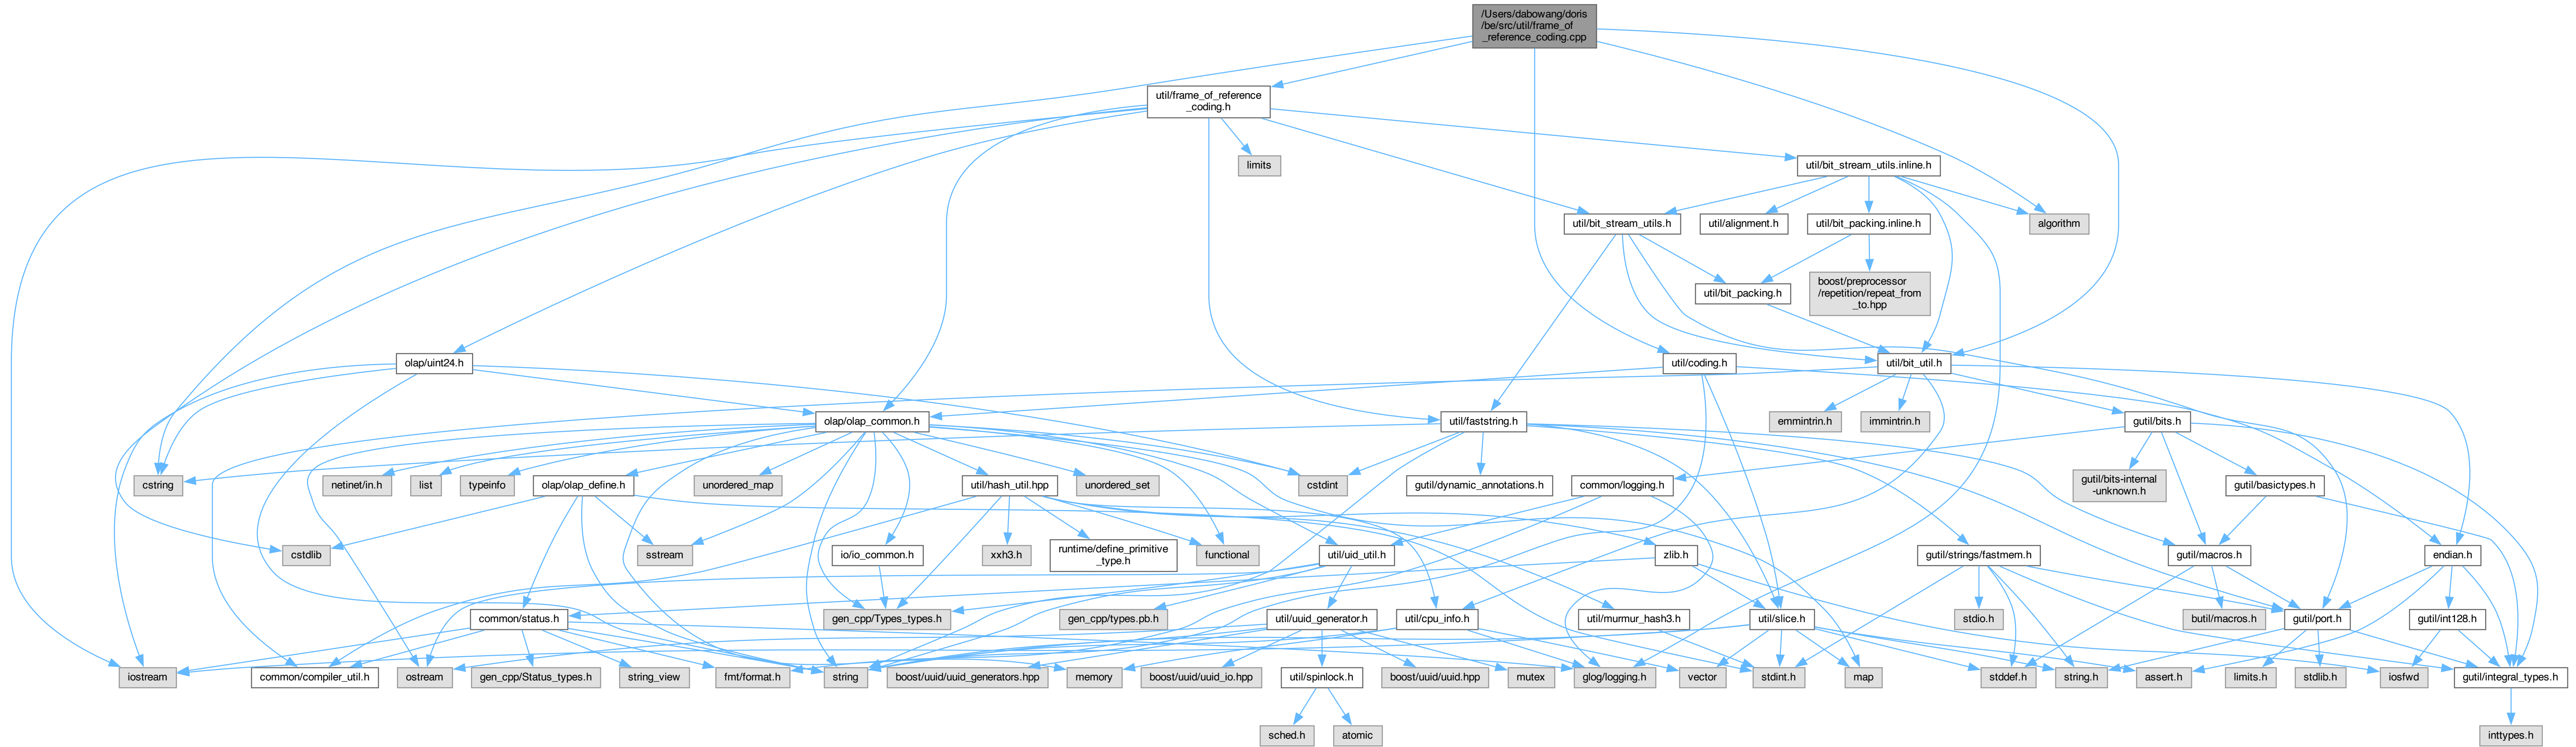 /Users/dabowang/doris
/be/src/util/frame_of
_reference_coding.cpp
util/frame_of_reference
_coding.h
limits
util/bit_stream_utils.inline.h
util/bit_stream_utils.h
util/alignment.h
util/bit_packing.inline.h
algorithm
util/bit_packing.h
boost/preprocessor
/repetition/repeat_from
_to.hpp
olap/uint24.h
util/coding.h
util/bit_util.h
olap/olap_common.h
util/faststring.h
emmintrin.h
immintrin.h
gutil/bits.h
cstring
netinet/in.h
list
typeinfo
olap/olap_define.h
unordered_map
util/hash_util.hpp
unordered_set
cstdint
gutil/dynamic_annotations.h
common/logging.h
gutil/bits-internal
-unknown.h
gutil/basictypes.h
cstdlib
sstream
io/io_common.h
xxh3.h
runtime/define_primitive
_type.h
functional
util/uid_util.h
zlib.h
gutil/strings/fastmem.h
gutil/macros.h
endian.h
common/status.h
gen_cpp/Types_types.h
gen_cpp/types.pb.h
util/uuid_generator.h
util/cpu_info.h
util/murmur_hash3.h
util/slice.h
stdio.h
butil/macros.h
gutil/port.h
gutil/int128.h
iostream
common/compiler_util.h
ostream
gen_cpp/Status_types.h
string_view
fmt/format.h
string
boost/uuid/uuid_generators.hpp
memory
boost/uuid/uuid_io.hpp
util/spinlock.h
boost/uuid/uuid.hpp
mutex
glog/logging.h
vector
stdint.h
map
stddef.h
string.h
assert.h
limits.h
stdlib.h
iosfwd
gutil/integral_types.h
sched.h
atomic
inttypes.h